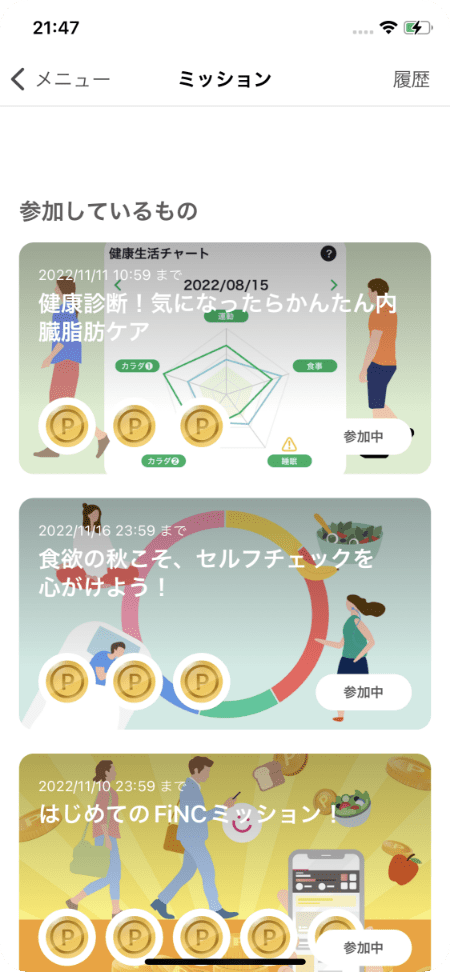 21:47
メニュー
ミッション
履歴
参加しているもの
健康生活チャート
?
2022/11/11 10:59 まで
2022/08/15
健康診断！気になったらかんたん内
臓脂肪ケア
運動
カラダ❶
食事
P P P
参加中
カラダ❷
睡眠
2022/11/16 23:59 まで
食欲の秋こそ、セルフチェックを
心がけよう！
P P P
参加中
2022/11/10 23:59 まで
はじめてのFiNCミッション！
P P P P P
参加中